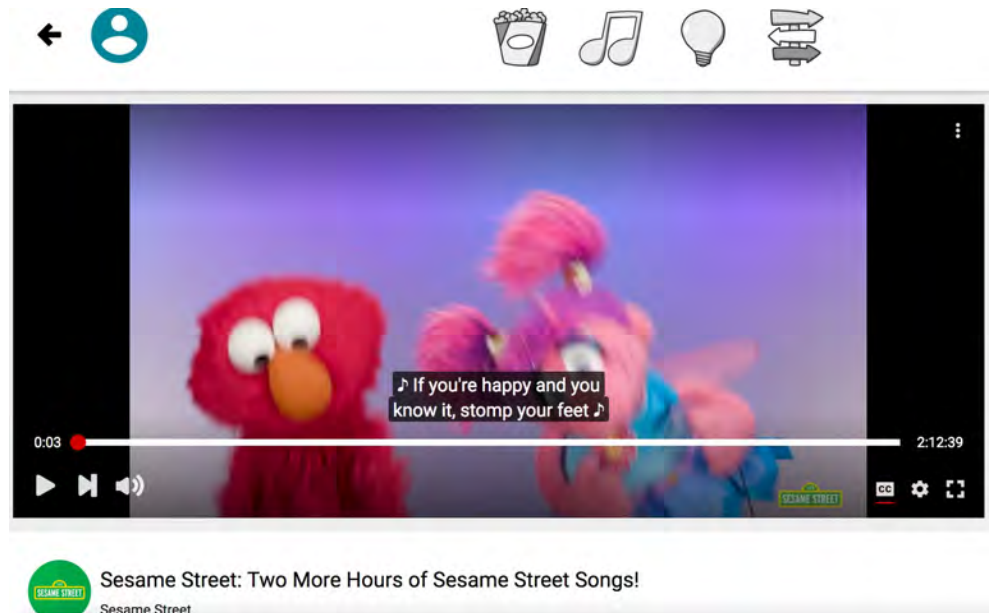 ♪ If you're happy and you
know it, stomp your feet ♪
0:03
2:12:39
SESAME STREET
CC
SESAME STREET
Sesame Street: Two More Hours of Sesame Street Songs!
Sesame Street